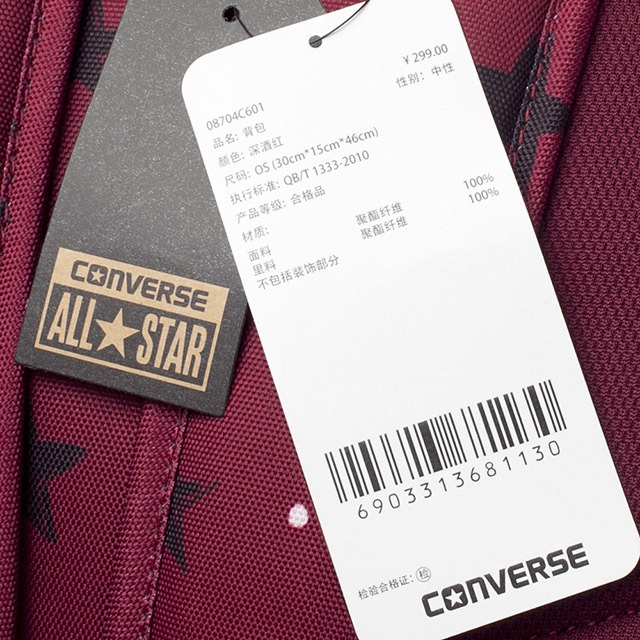 ¥ 299.00
性别: 中性
08704C601
品名: 背包
颜色: 深酒红
尺码: OS (30cm*15cm*46cm)
执行标准: QB/T 1333-2010
产品等级: 合格品
材质:
面料 聚酯纤维 100%
里料 聚酯纤维 100%
不包括装饰部分
6903313681130
检验合格证: 检
CONVERSE
CONVERSE
ALL★STAR